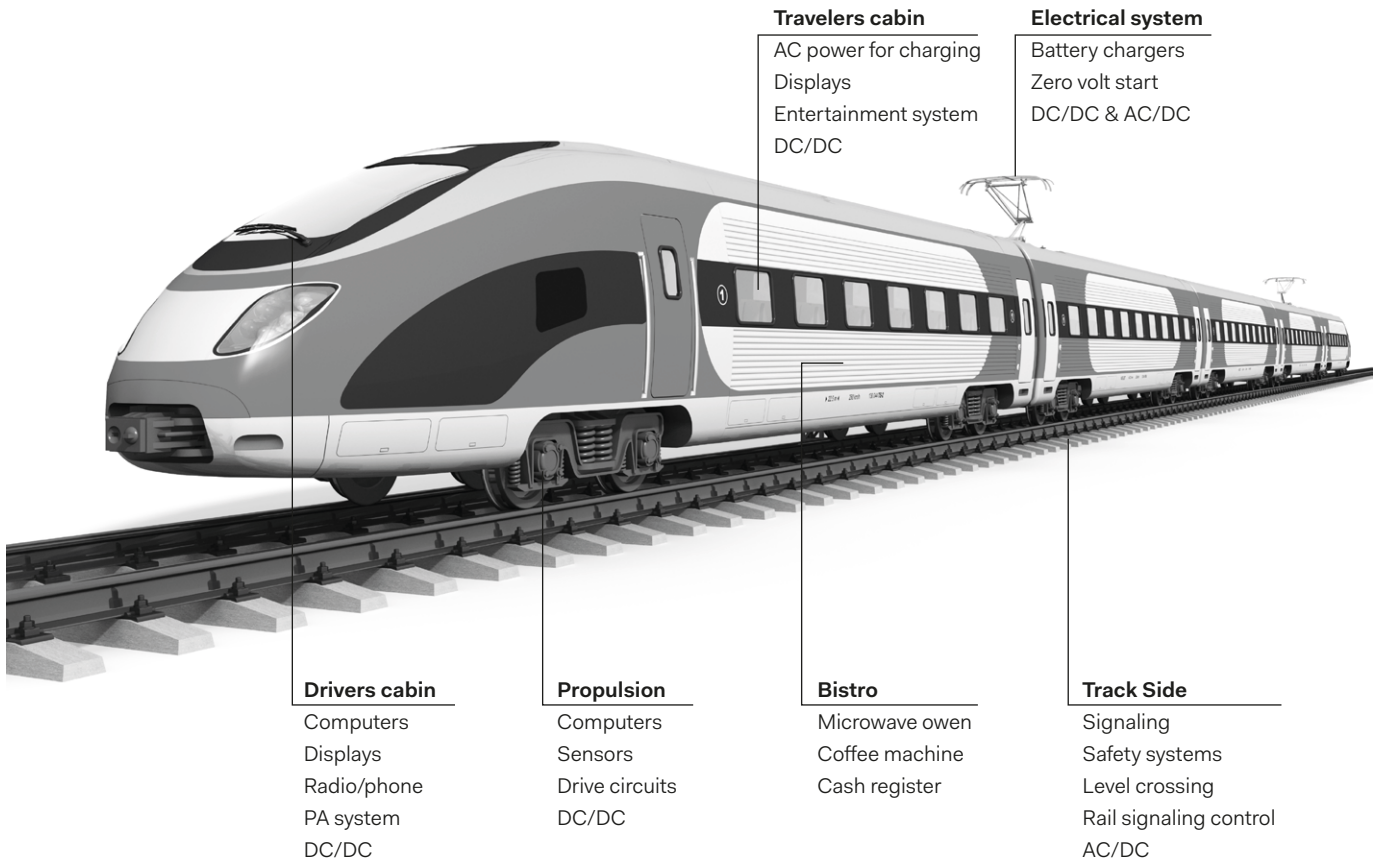 Travelers cabin
AC power for charging
Displays
Entertainment system
DC/DC
Electrical system
Battery chargers
Zero volt start
DC/DC & AC/DC
1
Drivers cabin
Computers
Displays
Radio/phone
PA system
DC/DC
Propulsion
Computers
Sensors
Drive circuits
DC/DC
Bistro
Microwave owen
Coffee machine
Cash register
Track Side
Signaling
Safety systems
Level crossing
Rail signaling control
AC/DC